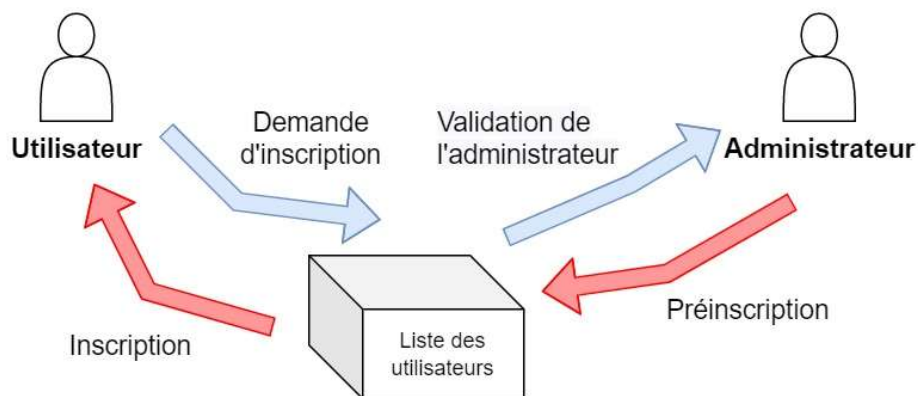 Utilisateur
Demande
d'inscription
Validation de
l'administrateur
Administrateur
Inscription
Liste des
utilisateurs
Préinscription